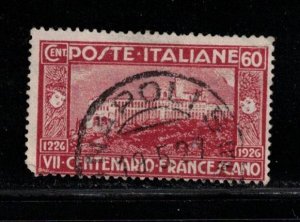 CENT. POSTE·ITALIANE 60
1226 1926
VII·CENTENARIO·FRANCESCANO